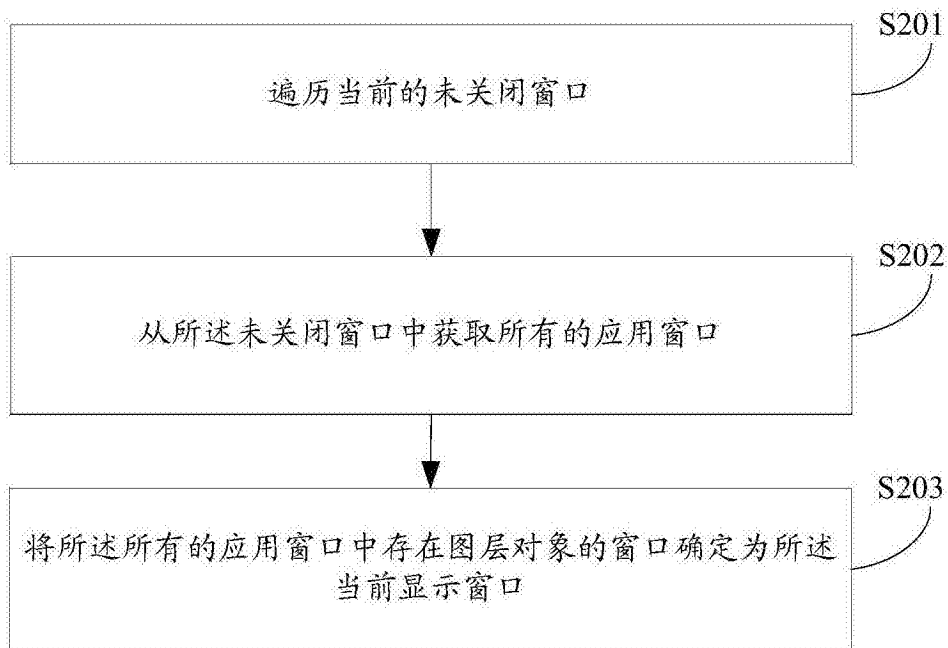 S201
遍历当前的未关闭窗口
S202
从所述未关闭窗口中获取所有的应用窗口
S203
将所述所有的应用窗口中存在图层对象的窗口确定为所述
当前显示窗口